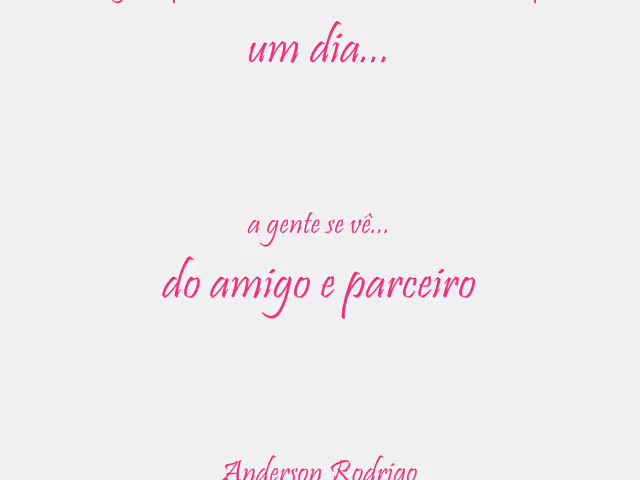 um dia...
a gente se vê...
do amigo e parceiro
Anderson Rodrigo